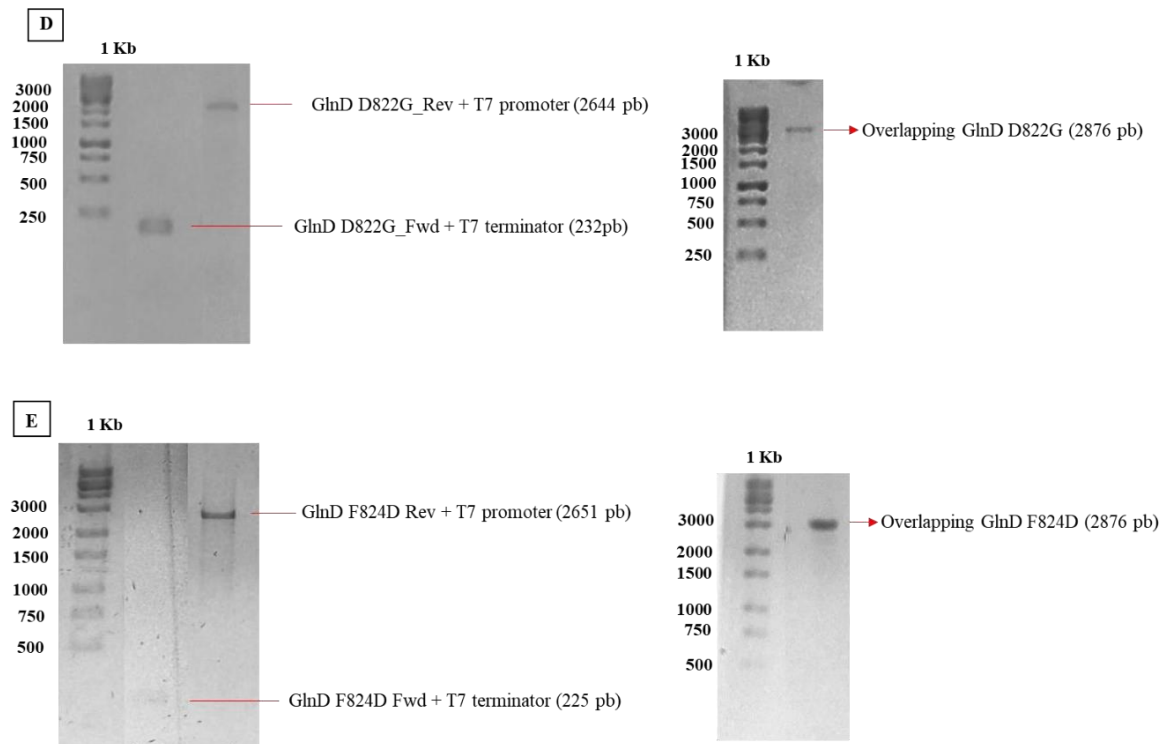 D
1 Kb
3000
2000
1500
1000
750
500
250
GlnD D822G_Rev + T7 promoter (2644 pb)
GlnD D822G_Fwd + T7 terminator (232pb)
1 Kb
3000
2000
1500
1000
750
500
250
Overlapping GlnD D822G (2876 pb)
E
1 Kb
3000
2000
1500
1000
750
500
GlnD F824D Rev + T7 promoter (2651 pb)
GlnD F824D Fwd + T7 terminator (225 pb)
1 Kb
3000
2000
1500
1000
750
500
Overlapping GlnD F824D (2876 pb)